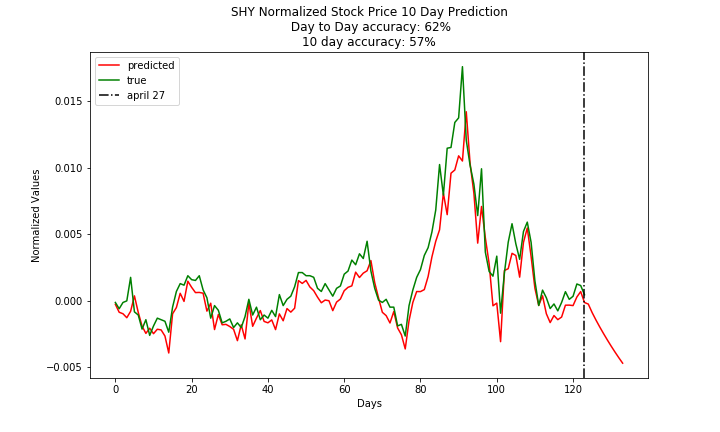 SHY Normalized Stock Price 10 Day Prediction
Day to Day accuracy: 62%
10 day accuracy: 57%
predicted
true
april 27
Normalized Values
0.015
0.010
0.005
0.000
−0.005
0 20 40 60 80 100 120
Days